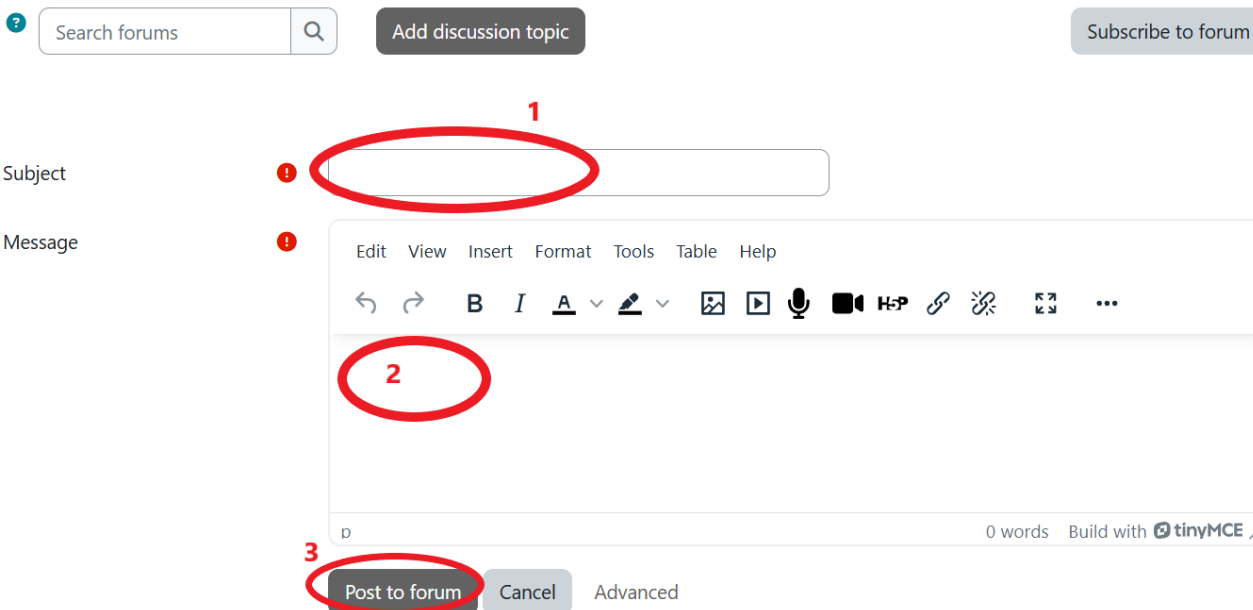 ? Search forums Add discussion topic Subscribe to forum
1
Subject !
Message !
Edit View Insert Format Tools Table Help
B I A H5P
2
p 0 words Build with tinyMCE
3
Post to forum Cancel Advanced